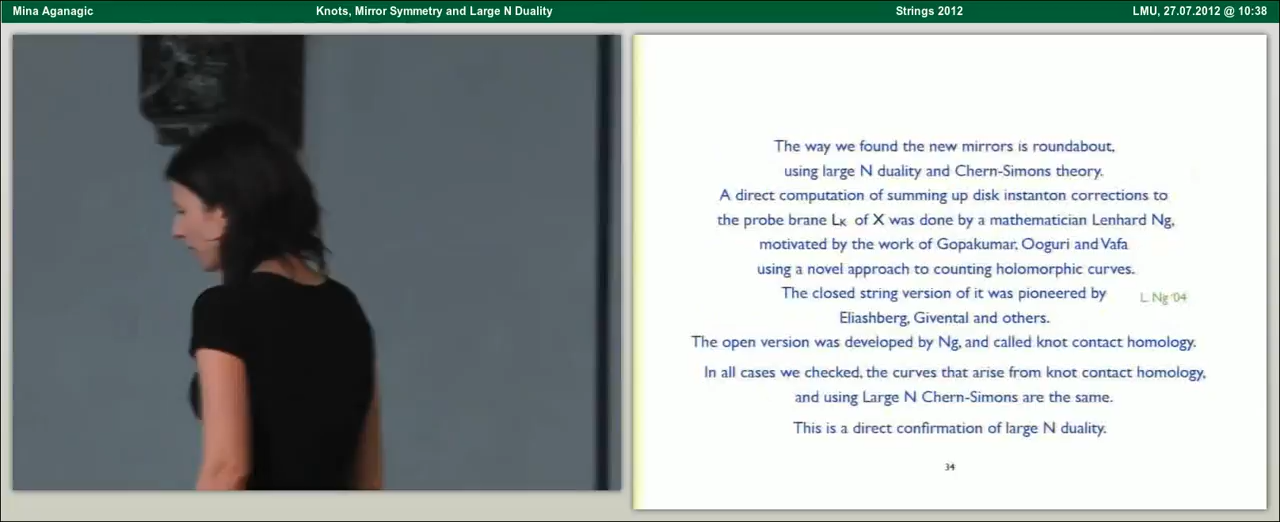 Mina Aganagic Knots, Mirror Symmetry and Large N Duality Strings 2012 LMU, 27.07.2012 @ 10:38
The way we found the new mirrors is roundabout,
using large N duality and Chern-Simons theory.
A direct computation of summing up disk instanton corrections to
the probe brane LK of X was done by a mathematician Lenhard Ng,
motivated by the work of Gopakumar, Ooguri and Vafa
using a novel approach to counting holomorphic curves.
The closed string version of it was pioneered by
L. Ng '04
Eliashberg, Givental and others.
The open version was developed by Ng, and called knot contact homology.
In all cases we checked, the curves that arise from knot contact homology,
and using Large N Chern-Simons are the same.
This is a direct confirmation of large N duality.
34